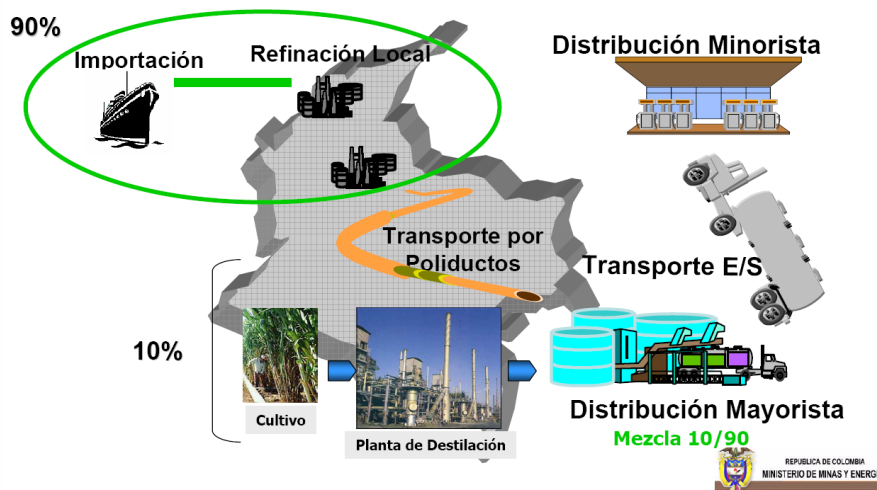 90%
Importación
Refinación Local
Distribución Minorista
Transporte por
Poliductos
Transporte E/S
10%
Cultivo
Planta de Destilación
Distribución Mayorista
Mezcla 10/90
REPUBLICA DE COLOMBIA
MINISTERIO DE MINAS Y ENERG